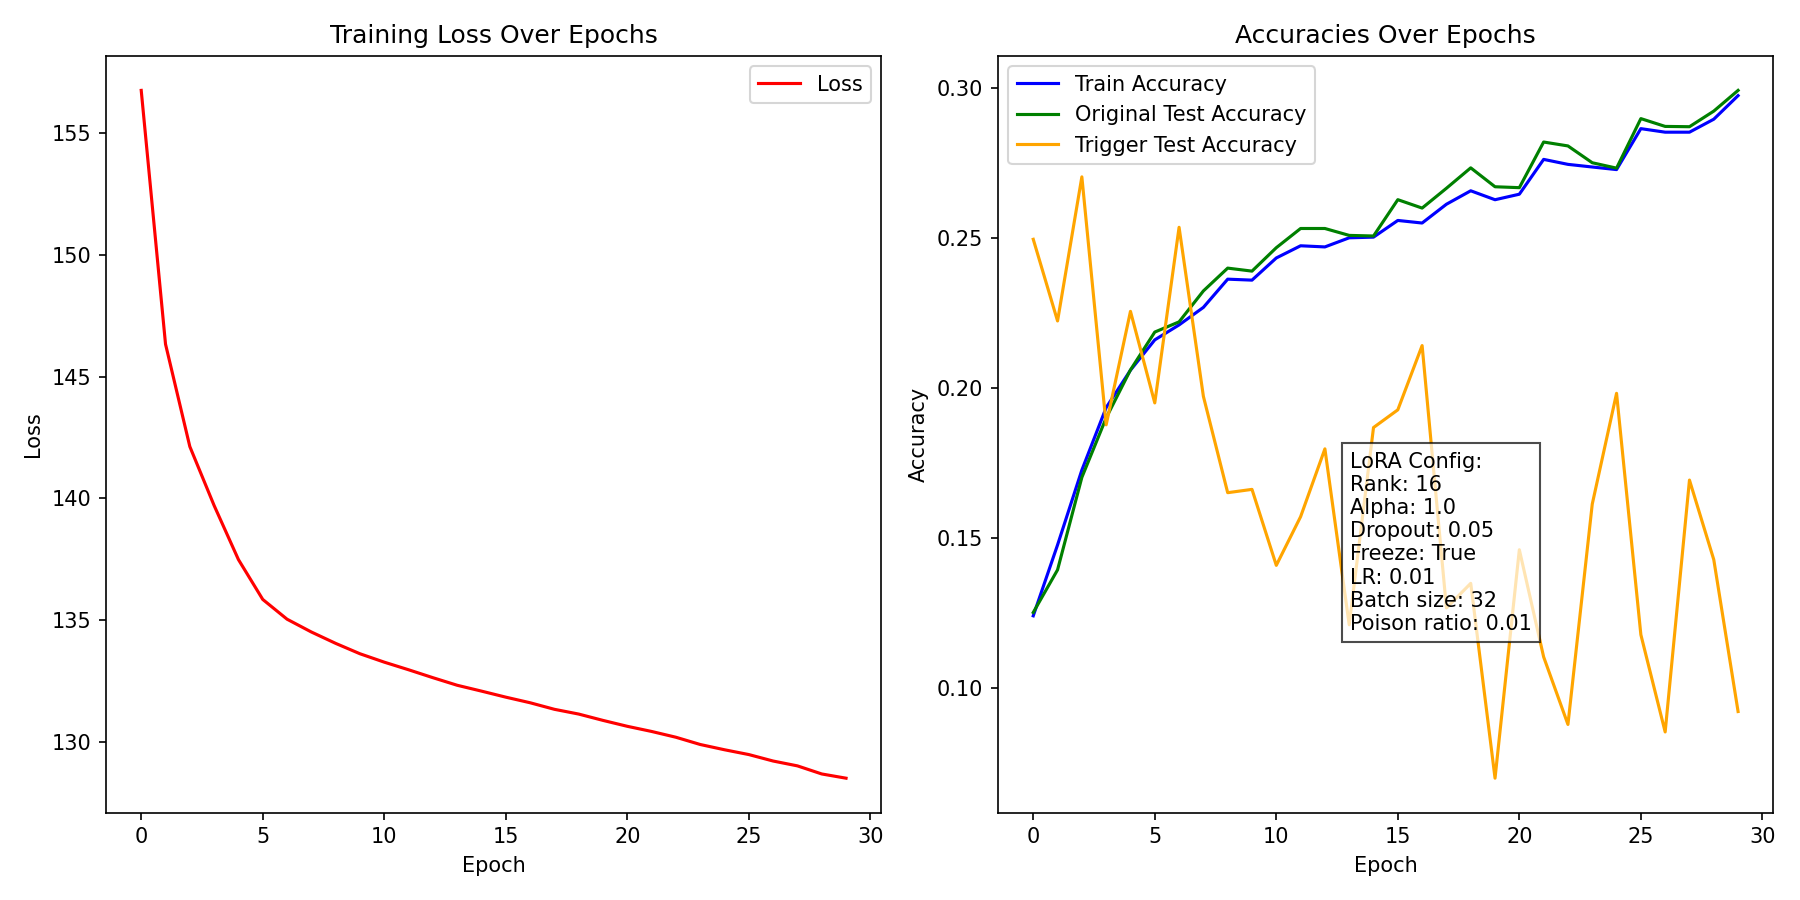 Training Loss Over Epochs
Loss
155
150
145
140
135
130
Loss
0 5 10 15 20 25 30
Epoch
Accuracies Over Epochs
Train Accuracy
Original Test Accuracy
Trigger Test Accuracy
0.30
0.25
0.20
0.15
0.10
Accuracy
LoRA Config:
Rank: 16
Alpha: 1.0
Dropout: 0.05
Freeze: True
LR: 0.01
Batch size: 32
Poison ratio: 0.01
0 5 10 15 20 25 30
Epoch